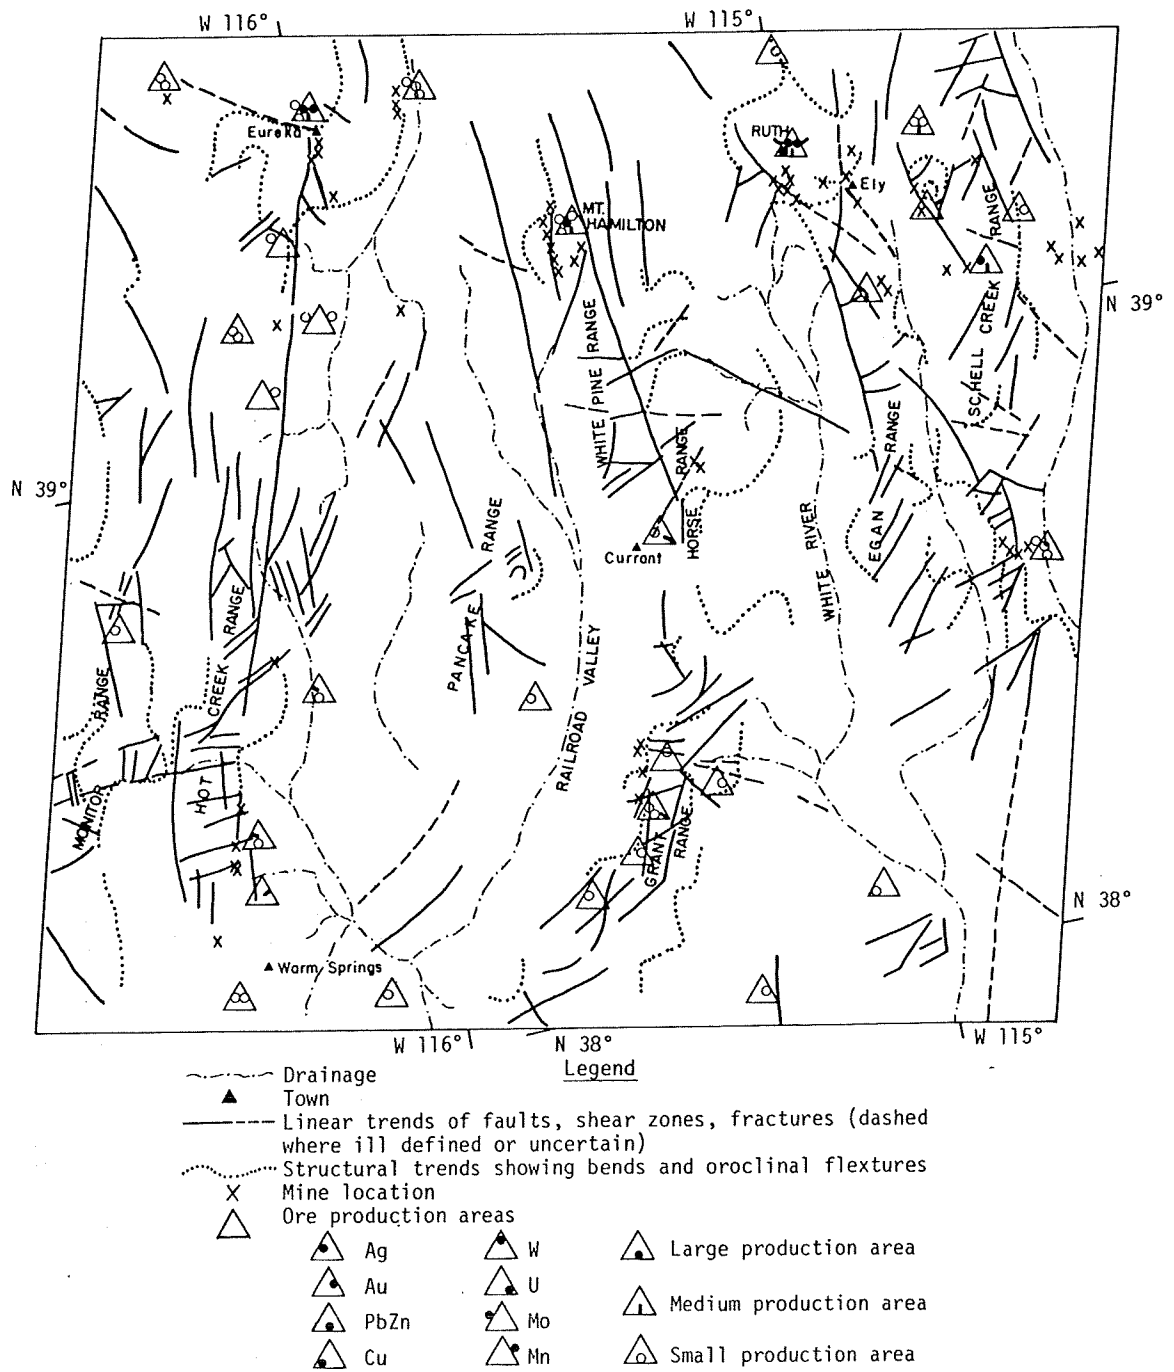 W 116°
W 115°
Eureka
RUTH
Ely
MT.
HAMILTON
N 39°
WHITE PINE RANGE
SCHELL CREEK RANGE
N 39°
HORSE RANGE
EGAN RANGE
WHITE RIVER
Currant
PANCAKE RANGE
RAILROAD VALLEY
HOT CREEK RANGE
MONITOR RANGE
GRANT RANGE
N 38°
Warm Springs
W 116°
N 38°
W 115°
Legend
Drainage
Town
Linear trends of faults, shear zones, fractures (dashed
where ill defined or uncertain)
Structural trends showing bends and oroclinal flextures
X Mine location
Ore production areas
Ag W Large production area
Au U
PbZn Mo Medium production area
Cu Mn Small production area